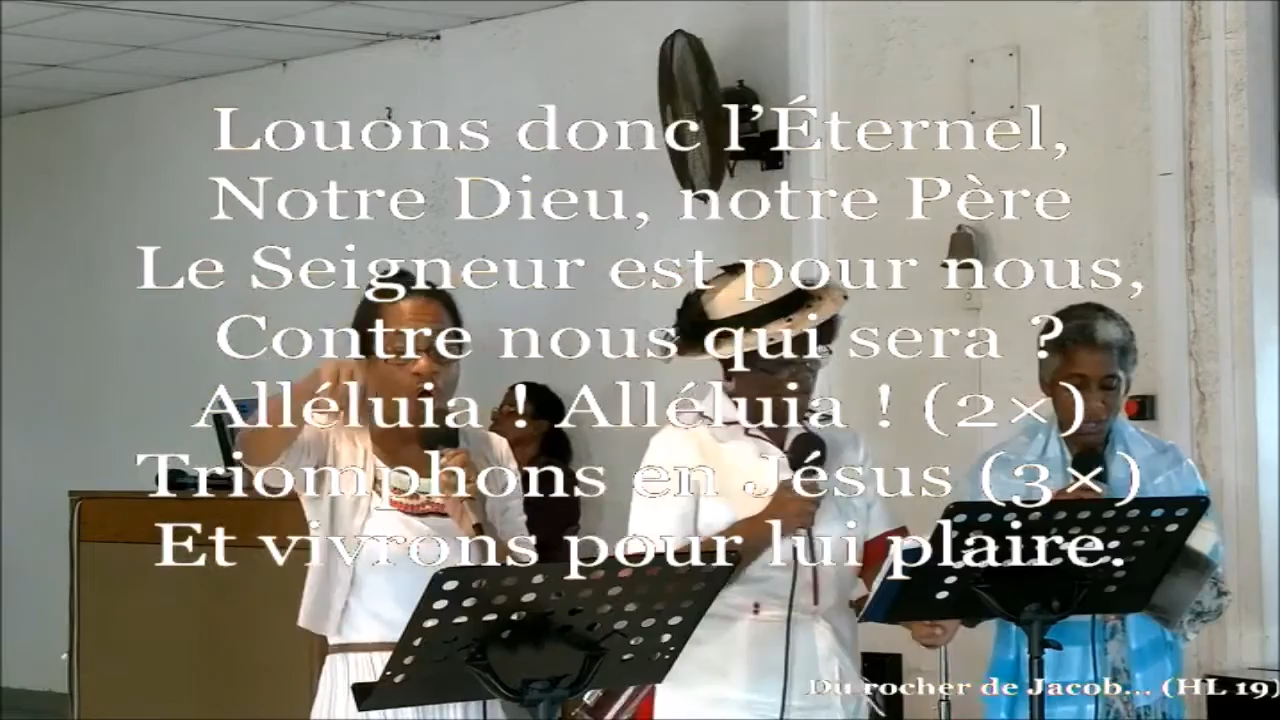 Louons donc l’Éternel,
Notre Dieu, notre Père
Le Seigneur est pour nous,
Contre nous qui sera ?
Alléluia ! Alléluia ! (2×)
Triomphons en Jésus (3×)
Et vivrons pour lui plaire.
Du rocher de Jacob... (HL 19)